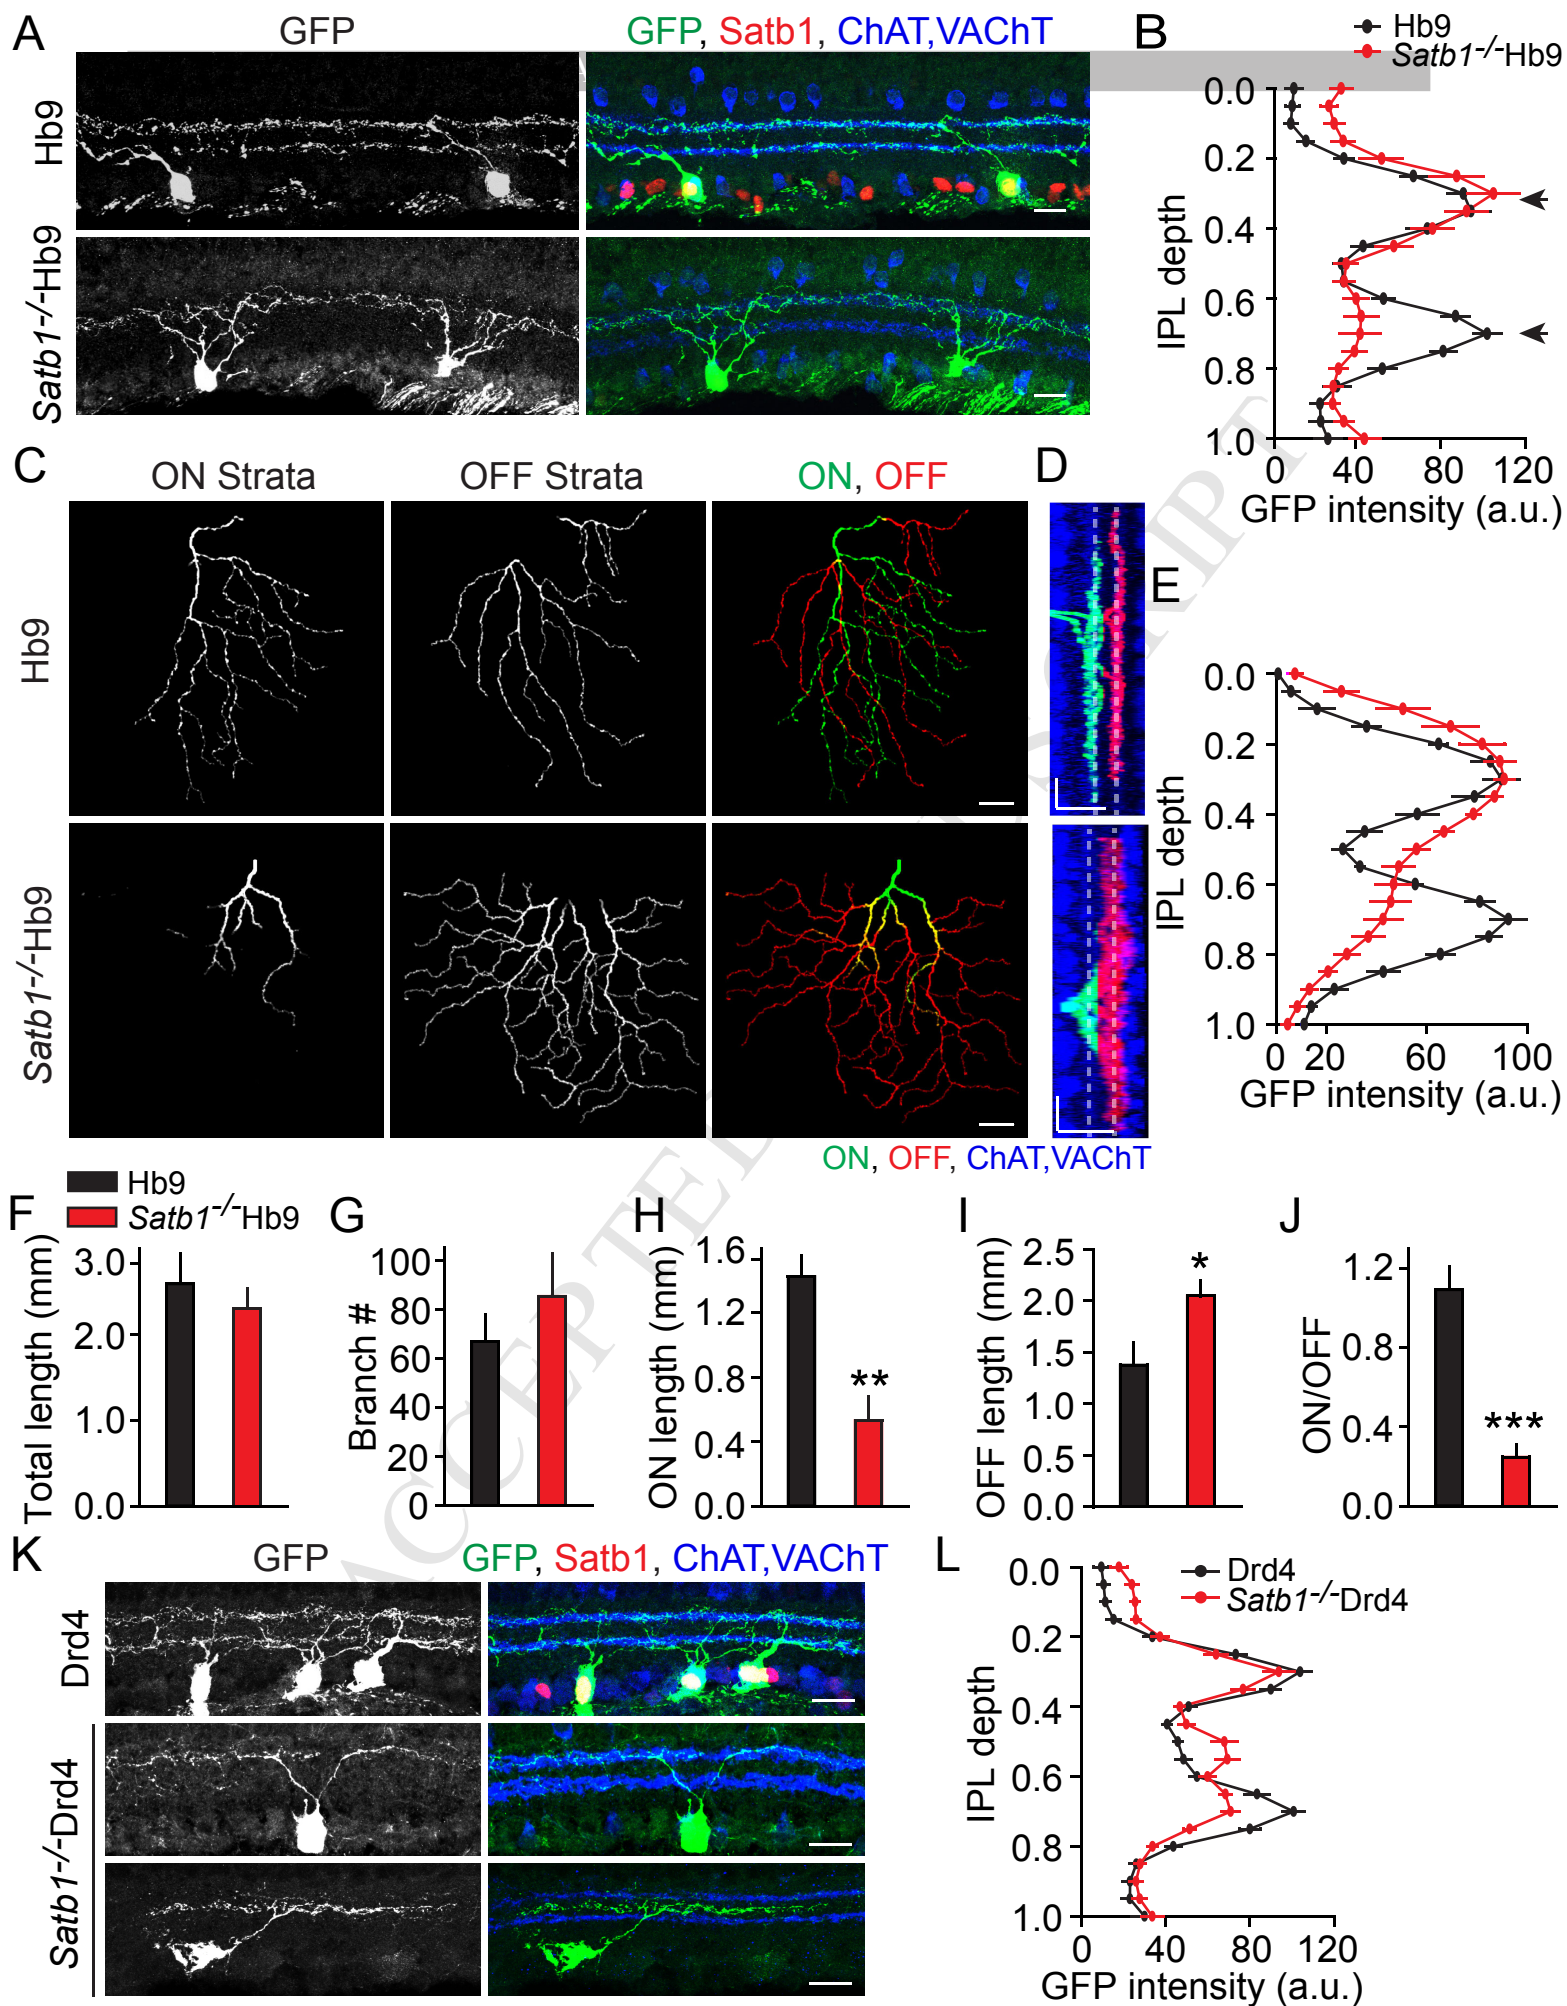 A
GFP
GFP, Satb1, ChAT,VAChT
Hb9
Satb1-/-Hb9
B
Hb9
Satb1-/-Hb9
0.0
0.2
0.4
0.6
0.8
1.0
IPL depth
0 40 80 120
GFP intensity (a.u.)
C
ON Strata
OFF Strata
ON, OFF
Hb9
Satb1-/-Hb9
D
ON, OFF, ChAT,VAChT
E
0.0
0.2
0.4
0.6
0.8
1.0
IPL depth
0 20 60 100
GFP intensity (a.u.)
Hb9
Satb1-/-Hb9
F
Total length (mm)
3.0
2.0
1.0
0.0
G
Branch #
100
80
60
40
20
0
H
ON length (mm)
1.6
1.2
0.8
0.4
0.0
**
I
OFF length (mm)
2.5
2.0
1.5
1.0
0.5
0.0
*
J
ON/OFF
1.2
0.8
0.4
0.0
***
K
GFP
GFP, Satb1, ChAT,VAChT
Drd4
Satb1-/-Drd4
L
Drd4
Satb1-/-Drd4
0.0
0.2
0.4
0.6
0.8
1.0
IPL depth
0 40 80 120
GFP intensity (a.u.)